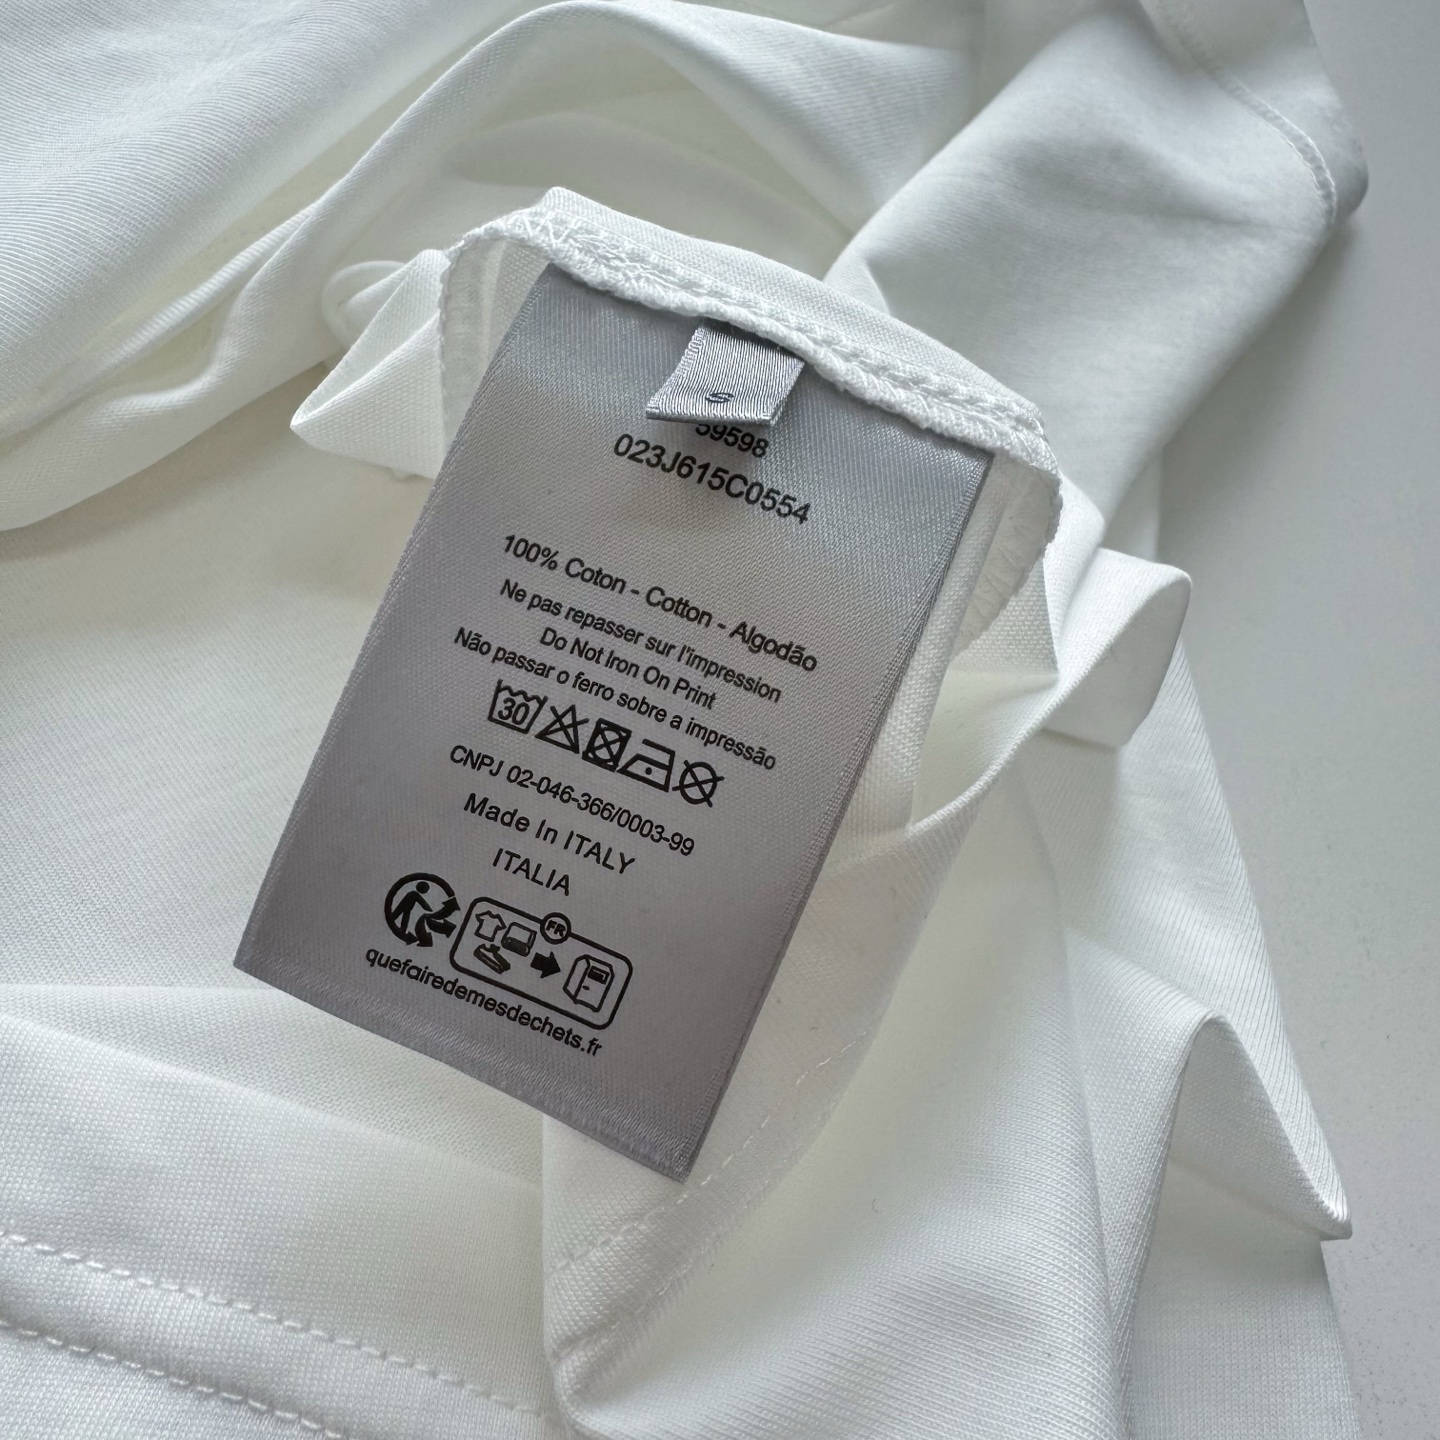 S
59598
023J615C0554
100% Coton - Cotton - Algodão
Ne pas repasser sur l'impression
Do Not Iron On Print
Não passar o ferro sobre a impressão
30
CNPJ 02-046-366/0003-99
Made In ITALY
ITALIA
FR
quefairedemesdechets.fr